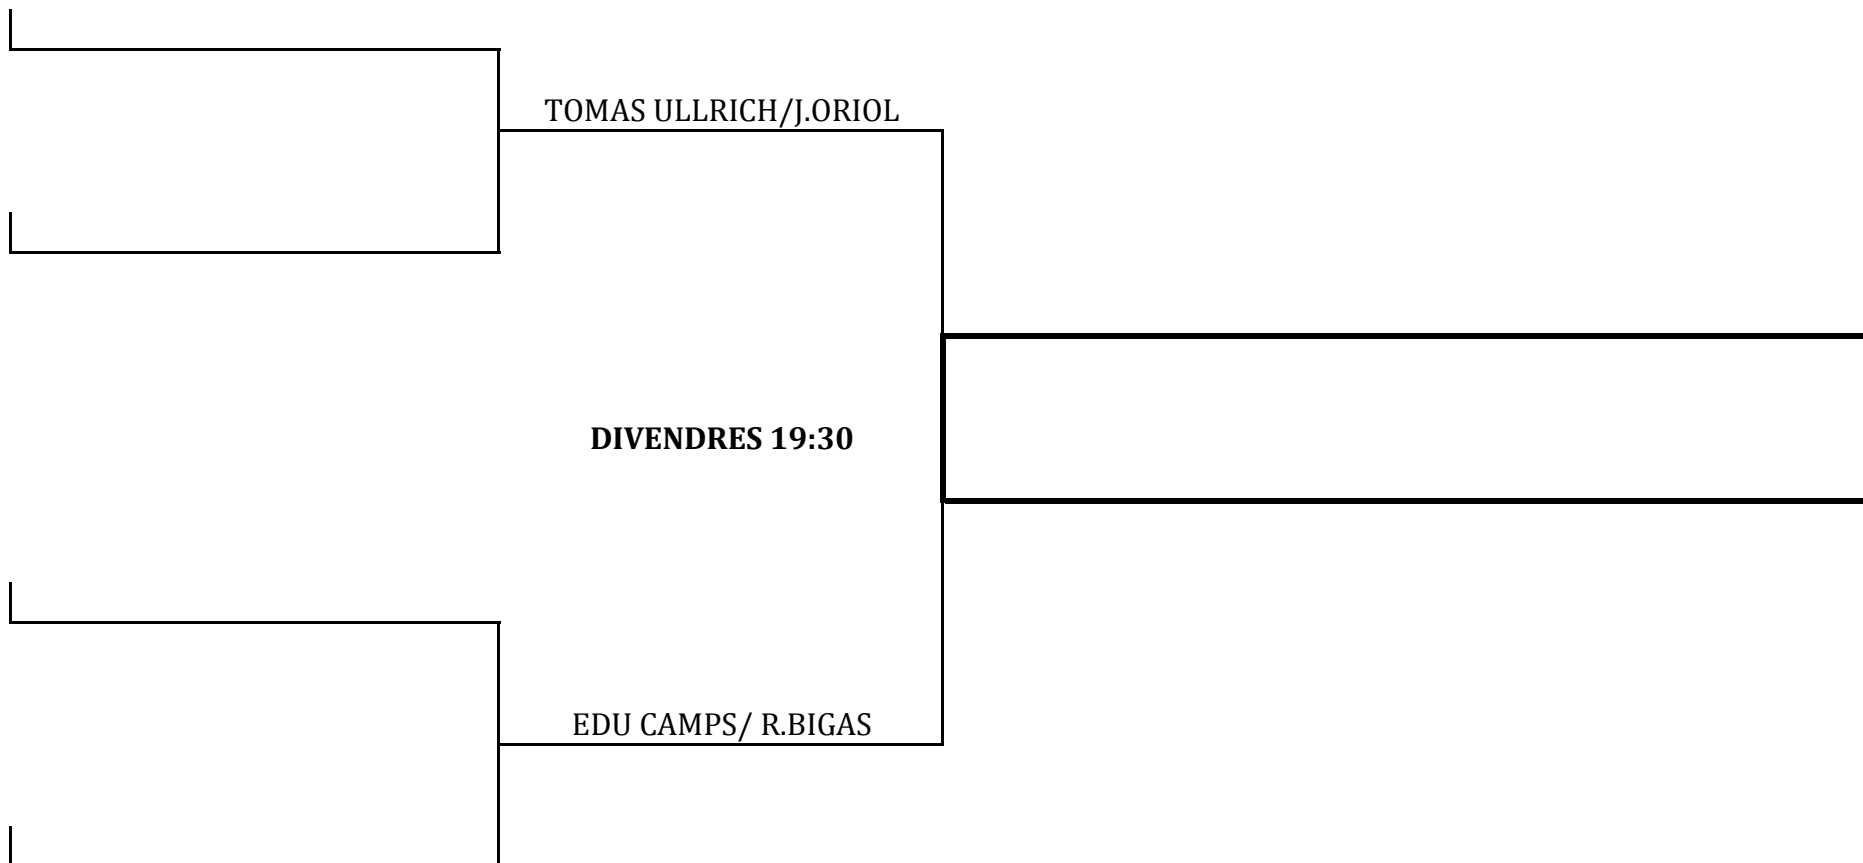 TOMAS ULLRICH/J.ORIOL
DIVENDRES 19:30
EDU CAMPS/ R.BIGAS